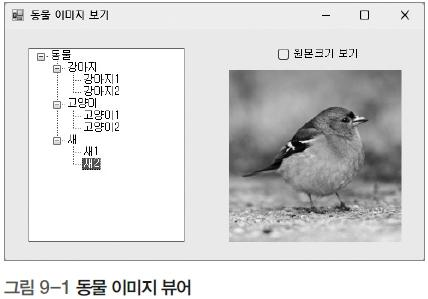 동물 이미지 보기
동물
강아지
강아지1
강아지2
고양이
고양이1
고양이2
새
새1
새2
원본크기 보기
그림 9-1 동물 이미지 뷰어